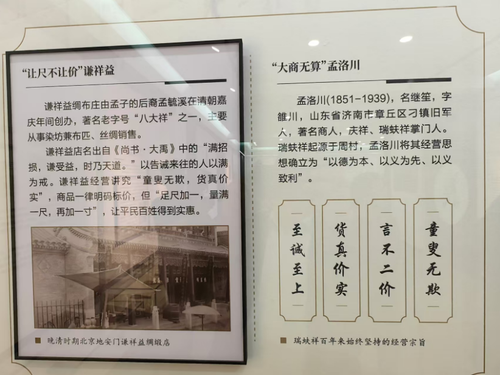 “让尺不让价”谦祥益
谦祥益绸布庄由孟子的后裔孟毓溪在清朝嘉
庆年间创办，著名老字号“八大祥”之一，主要
从事染坊兼布匹、丝绸销售。
谦祥益店名出自《尚书·大禹》中的“满招
损，谦受益，时乃天道。”以告诫来往的人以满
为戒。谦祥益经营讲究“童叟无欺，货真价
实”，商品一律明码标价，但“足尺加一，量满
一尺，再加一寸”，让平民百姓得到实惠。
晚清时期北京地安门谦祥益绸缎店
“大商无算”孟洛川
孟洛川(1851-1939)，名继笙，字
雒川，山东省济南市章丘区刁镇旧军
人，著名商人，庆祥、瑞蚨祥掌门人。
瑞蚨祥起源于周村，孟洛川将其经营思
想确立为“以德为本、以义为先、以义
致利”。
至诚至上
货真价实
言不二价
童叟无欺
瑞蚨祥百年来始终坚持的经营宗旨